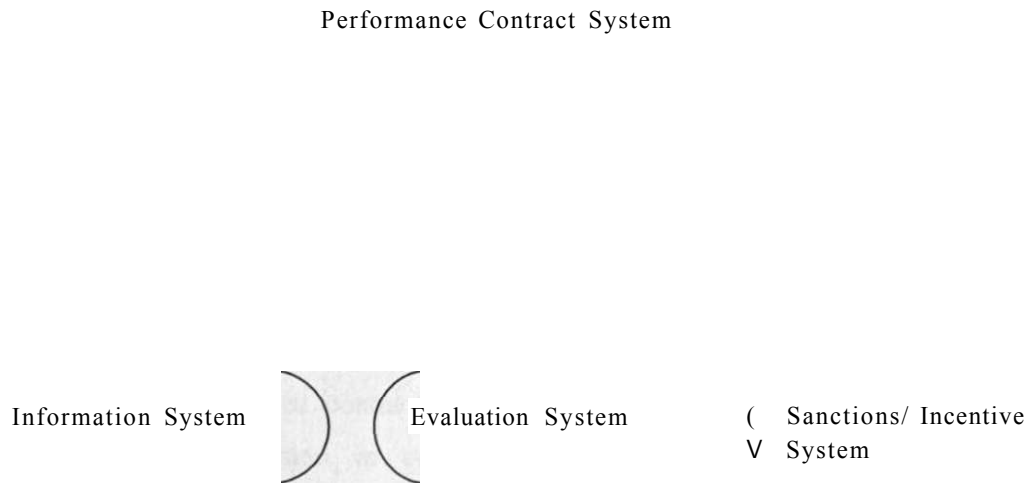 Performance Contract System
Information System
Evaluation System
( Sanctions/ Incentive
V System